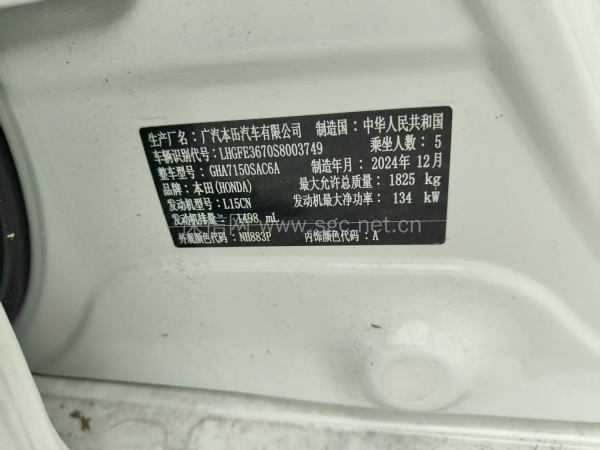 生产厂名：广汽本田汽车有限公司 制造国：中华人民共和国
车辆识别代号：LHGFE3670S8003749 乘坐人数：5
整车型号：GHA7150SAC6A 制造年月：2024年12月
品牌：本田(HONDA) 最大允许总质量：1825 kg
发动机型号：L15CN 发动机最大净功率：134 kW
发动机排量：1498 mL
外观颜色代码：NH883P 内饰颜色代码：A
www.sgc.net.cn